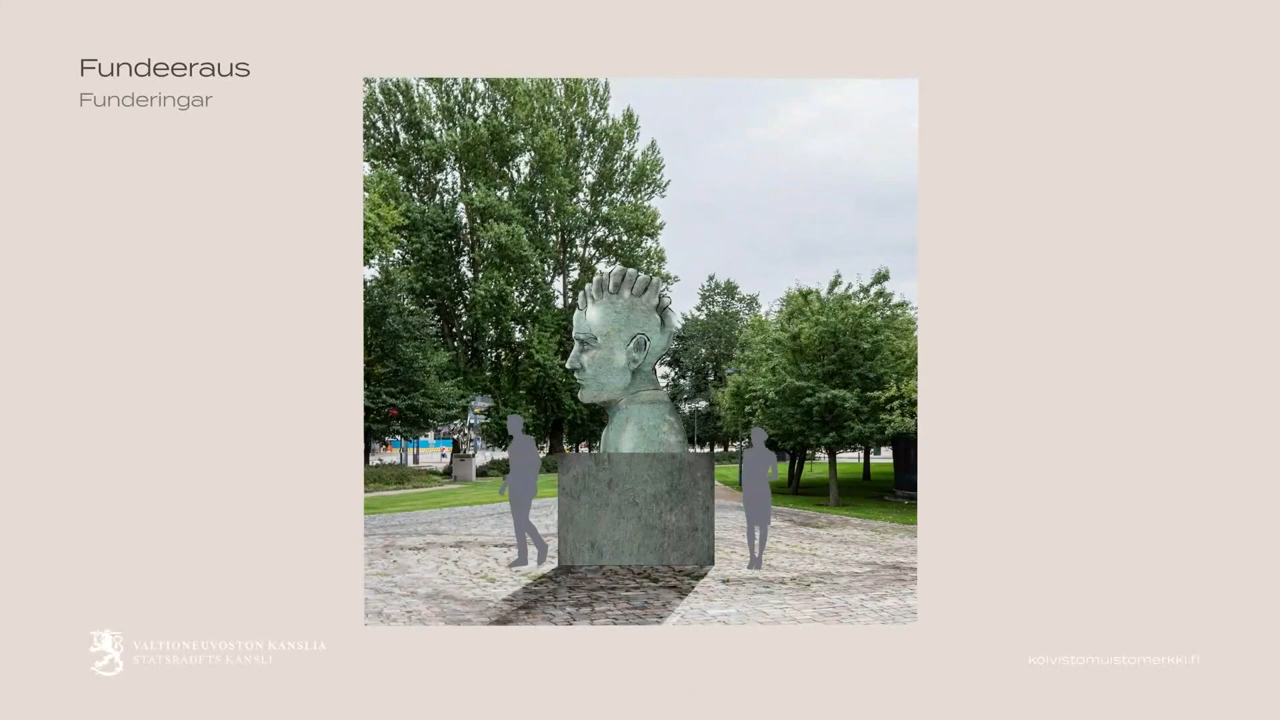 Fundeeraus
Funderingar
VALTIONEUVOSTON KANSLIA
STATSRÅDETS KANSLI
koivistomuistomerkki.fi